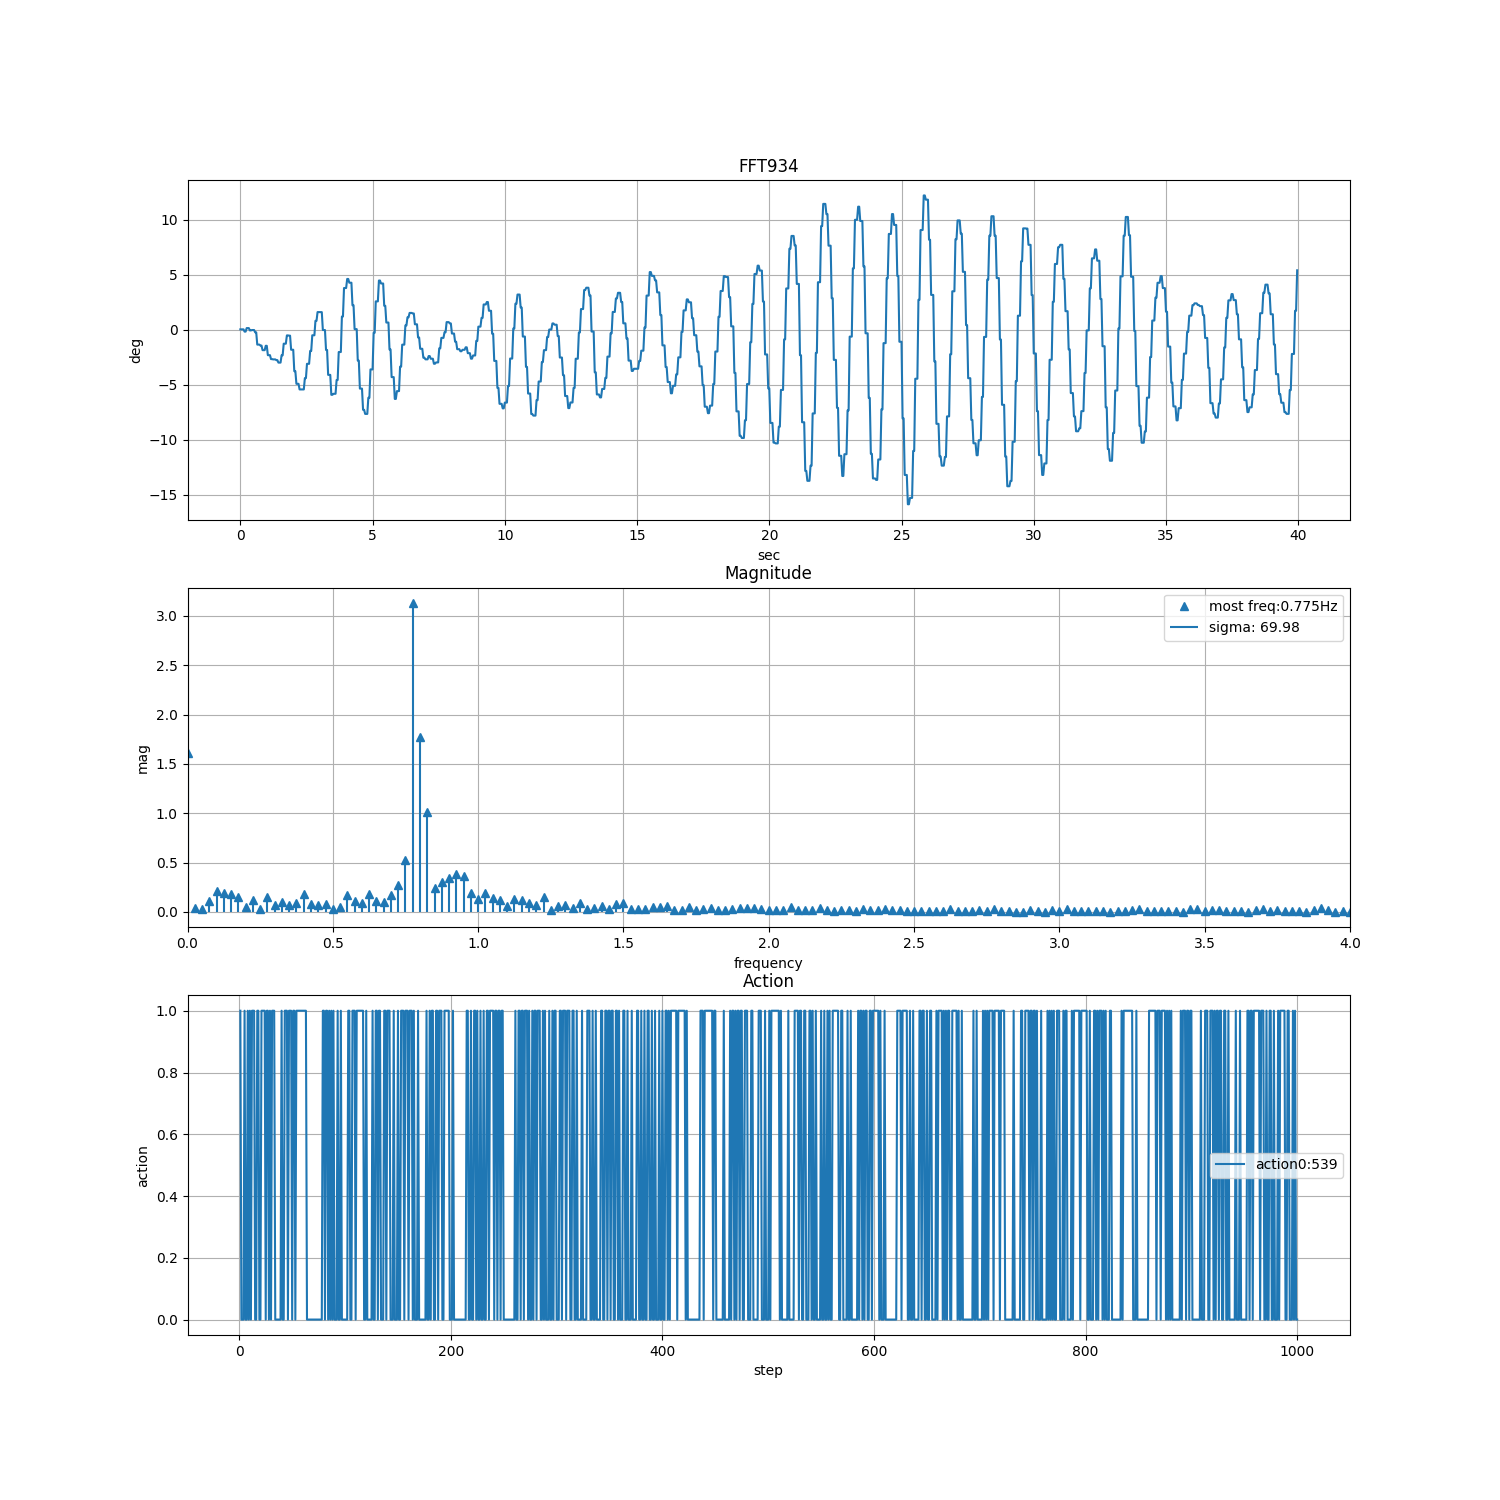 FFT934
10
5
0
−5
−10
−15
deg
0 5 10 15 20 25 30 35 40
sec
Magnitude
3.0
2.5
2.0
1.5
1.0
0.5
0.0
mag
most freq:0.775Hz
sigma: 69.98
0.0 0.5 1.0 1.5 2.0 2.5 3.0 3.5 4.0
frequency
Action
1.0
0.8
0.6
0.4
0.2
0.0
action
action0:539
0 200 400 600 800 1000
step